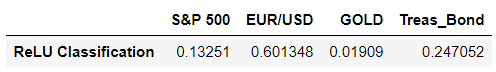 S&P 500 EUR/USD GOLD Treas_Bond
ReLU Classification 0.13251 0.601348 0.01909 0.247052